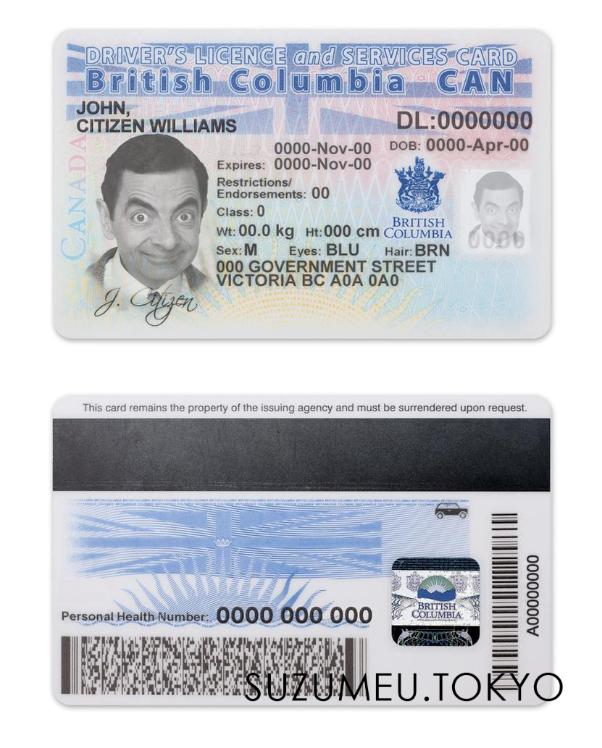 DRIVER'S LICENCE and SERVICES CARD
British Columbia CAN
JOHN,
CITIZEN WILLIAMS
DL:0000000
0000-Nov-00
DOB: 0000-Apr-00
Expires: 0000-Nov-00
Restrictions/
Endorsements: 00
Class: 0
Wt: 00.0 kg Ht: 000 cm
Sex: M Eyes: BLU Hair: BRN
000 GOVERNMENT STREET
VICTORIA BC A0A 0A0
CANADA
BRITISH
COLUMBIA
0000
J. Citizen
This card remains the property of the issuing agency and must be surrendered upon request.
BRITISH
COLUMBIA
A00000000
Personal Health Number: 0000 000 000
SUZUMEU.TOKYO